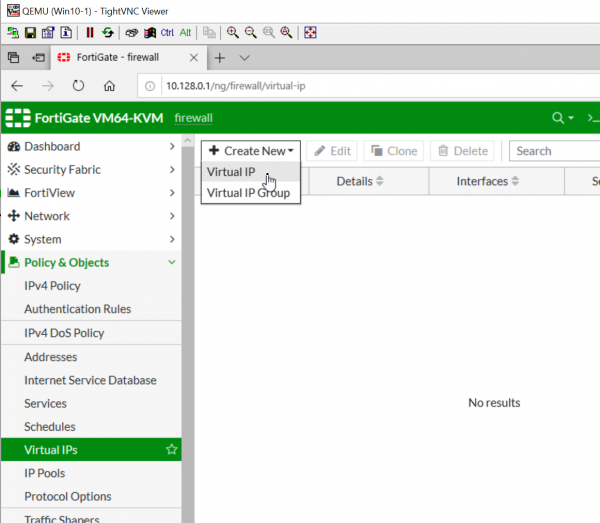 QEMU (Win10-1) - TightVNC Viewer
Ctrl Alt
FortiGate - firewall
10.128.0.1/ng/firewall/virtual-ip
FortiGate VM64-KVM firewall
Dashboard
Security Fabric
FortiView
Network
System
Policy & Objects
IPv4 Policy
Authentication Rules
IPv4 DoS Policy
Addresses
Internet Service Database
Services
Schedules
Virtual IPs
IP Pools
Protocol Options
Traffic Shapers
Create New Edit Clone Delete Search
Virtual IP
Virtual IP Group
Details Interfaces
No results